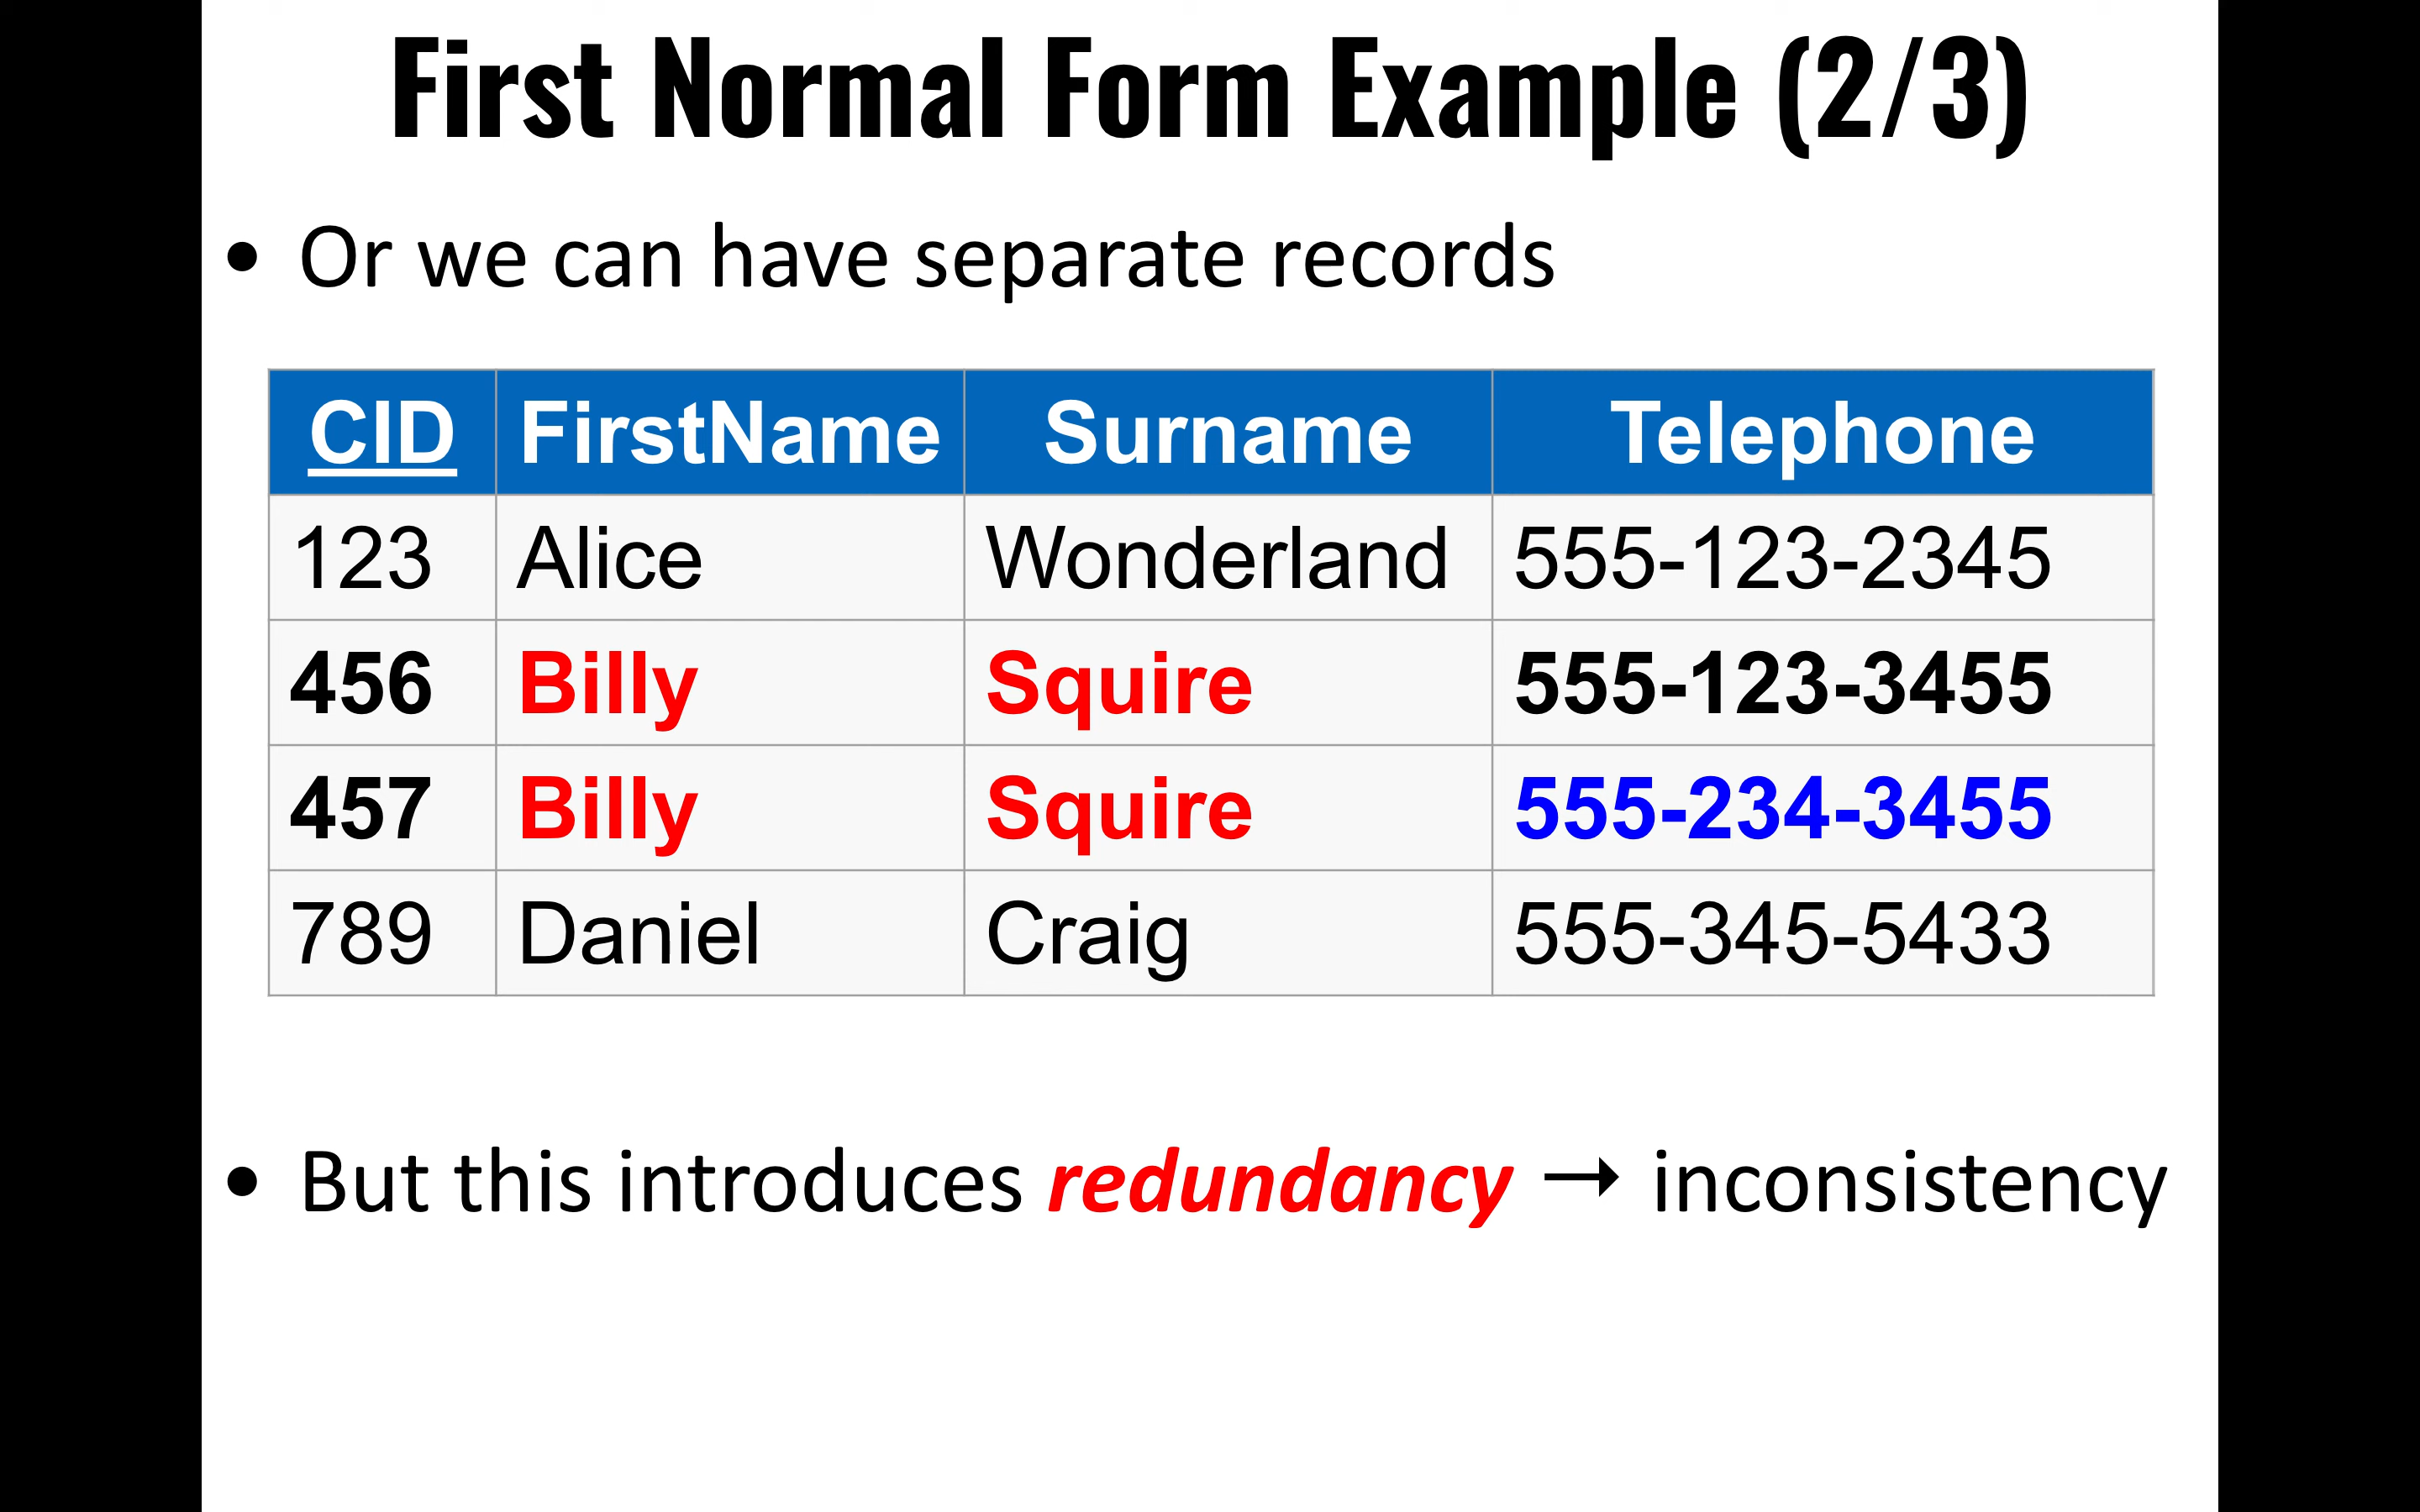 First Normal Form Example (2/3)
• Or we can have separate records
CID FirstName Surname Telephone
123 Alice Wonderland 555-123-2345
456 Billy Squire 555-123-3455
457 Billy Squire 555-234-3455
789 Daniel Craig 555-345-5433
• But this introduces redundancy → inconsistency